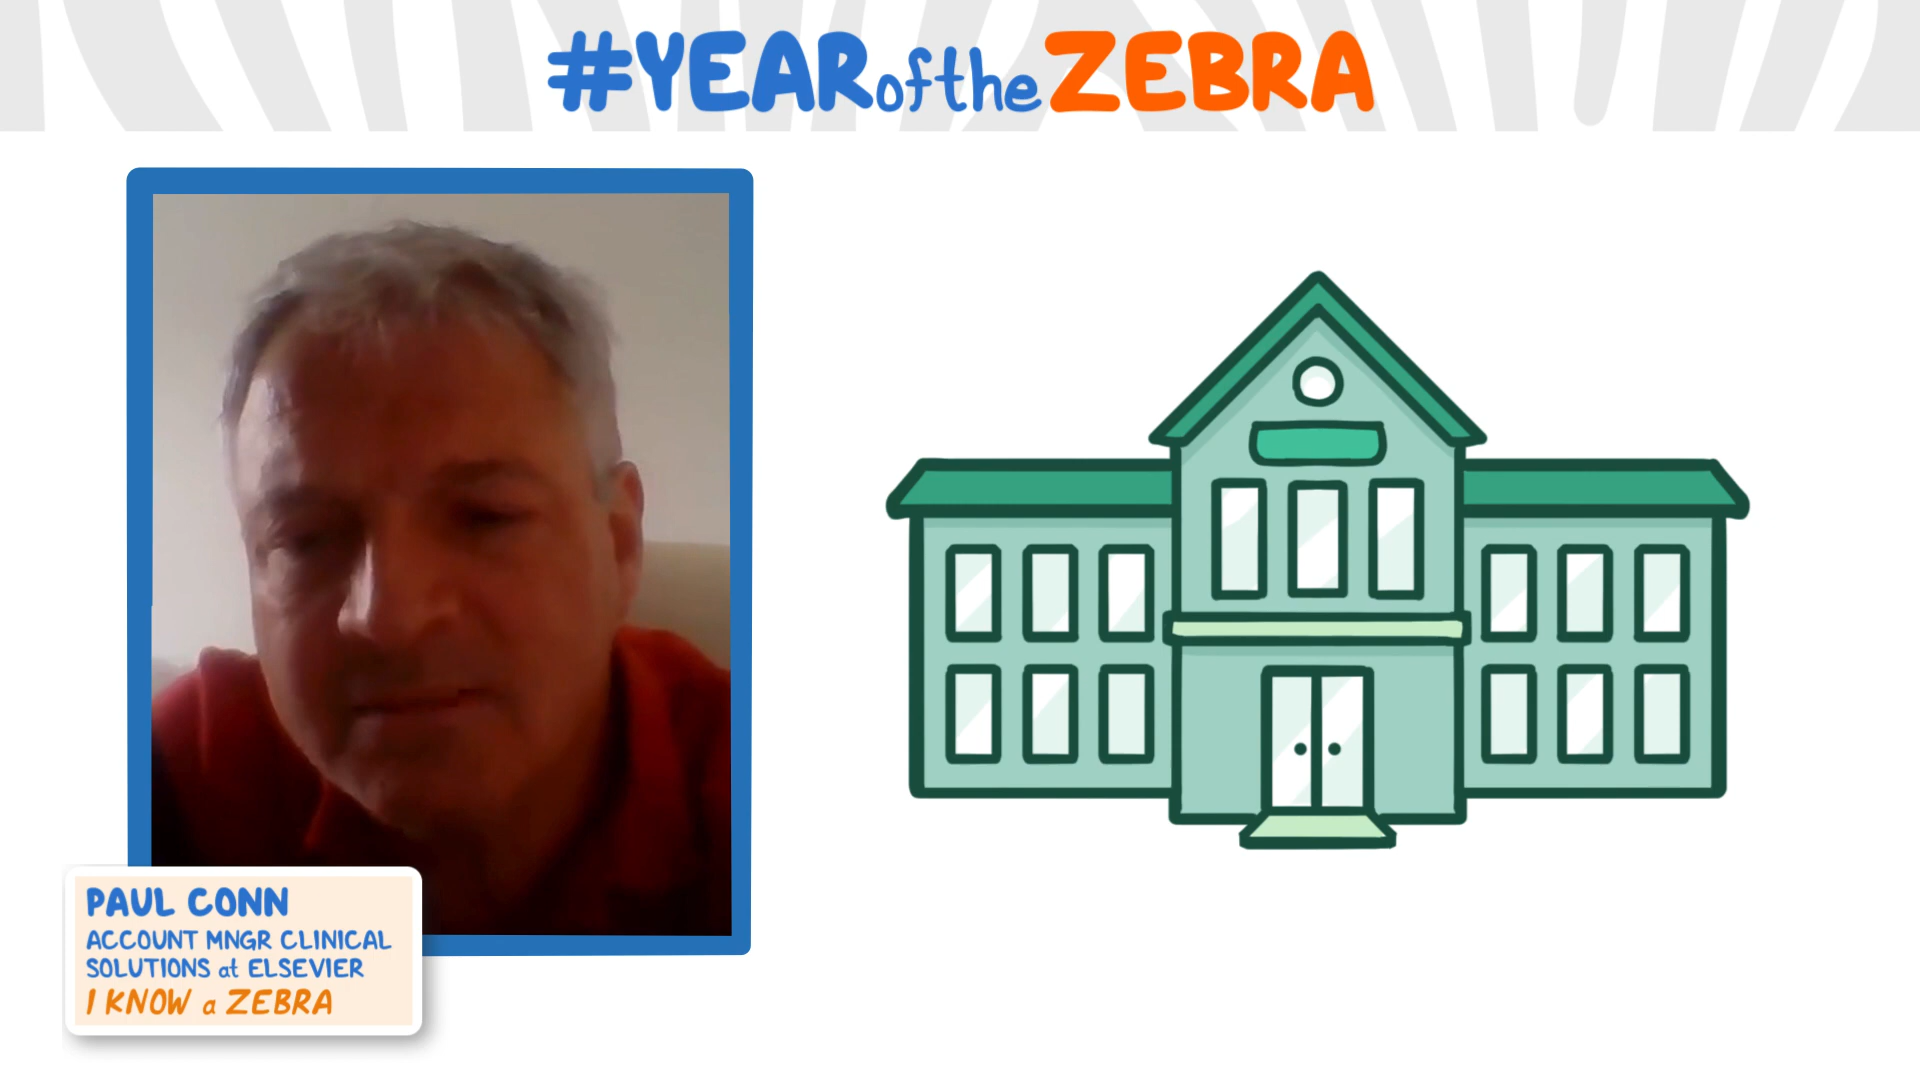 #YEARoftheZEBRA
PAUL CONN
ACCOUNT MNGR CLINICAL
SOLUTIONS at ELSEVIER
I KNOW a ZEBRA